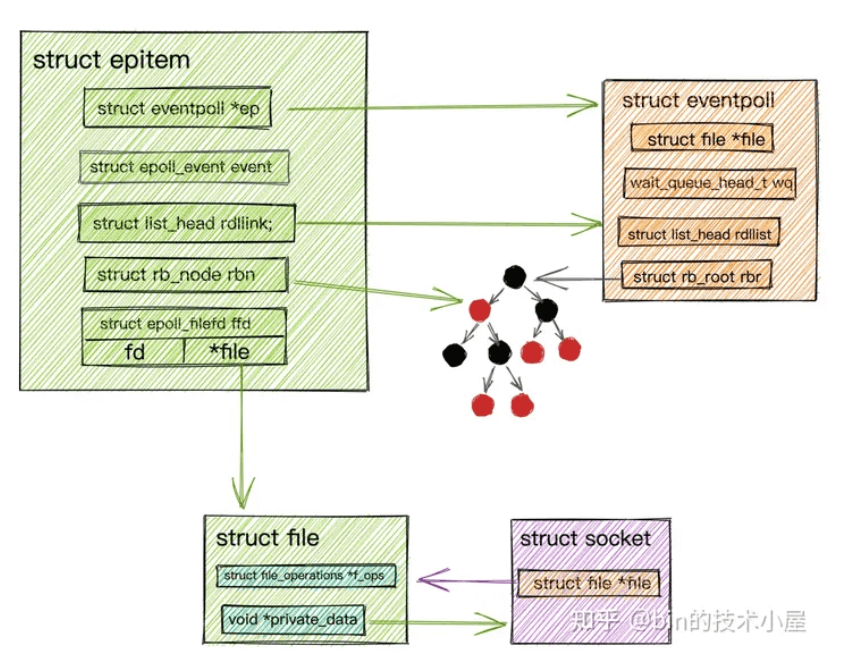 struct epitem
struct eventpoll *ep
struct epoll_event event
struct list_head rdllink;
struct rb_node rbn
struct epoll_filefd ffd
fd
*file
struct eventpoll
struct file *file
wait_queue_head_t wq
struct list_head rdllist
struct rb_root rbr
struct file
struct file_operations *f_ops
void *private_data
struct socket
struct file *file
知乎 @bin的技术小屋